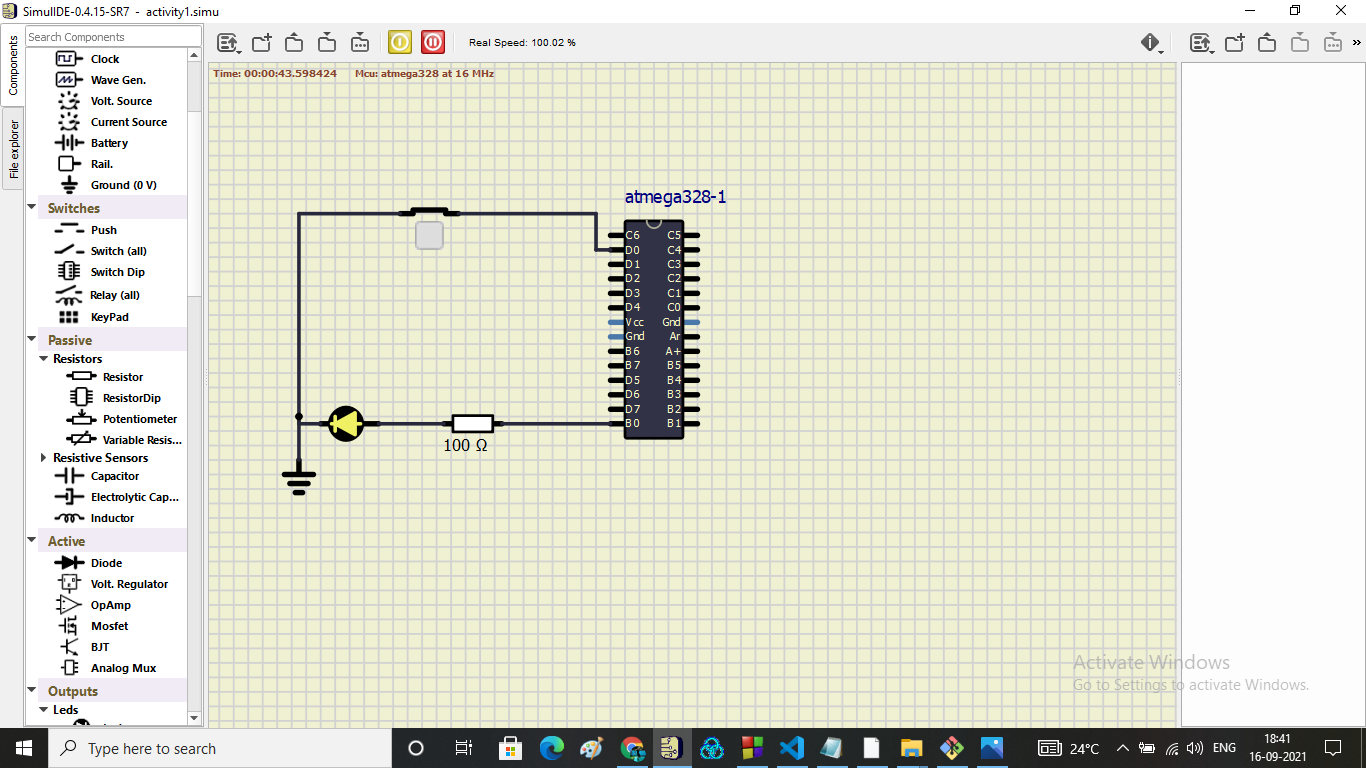 SimulIDE-0.4.15-SR7 - activity1.simu
Components
File explorer
Search Components
Clock
Wave Gen.
Volt. Source
Current Source
Battery
Rail.
Ground (0 V)
Switches
Push
Switch (all)
Switch Dip
Relay (all)
KeyPad
Passive
Resistors
Resistor
ResistorDip
Potentiometer
Variable Resis...
Resistive Sensors
Capacitor
Electrolytic Cap...
Inductor
Active
Diode
Volt. Regulator
OpAmp
Mosfet
BJT
Analog Mux
Outputs
Leds
Real Speed: 100.02 %
»
Time: 00:00:43.598424 Mcu: atmega328 at 16 MHz
atmega328-1
C6 C5
D0 C4
D1 C3
D2 C2
D3 C1
D4 C0
Vcc Gnd
Gnd Ar
B6 A+
B7 B5
D5 B4
D6 B3
D7 B2
B0 B1
100 Ω
Activate Windows
Go to Settings to activate Windows.
Type here to search
24°C
ENG
18:41
16-09-2021